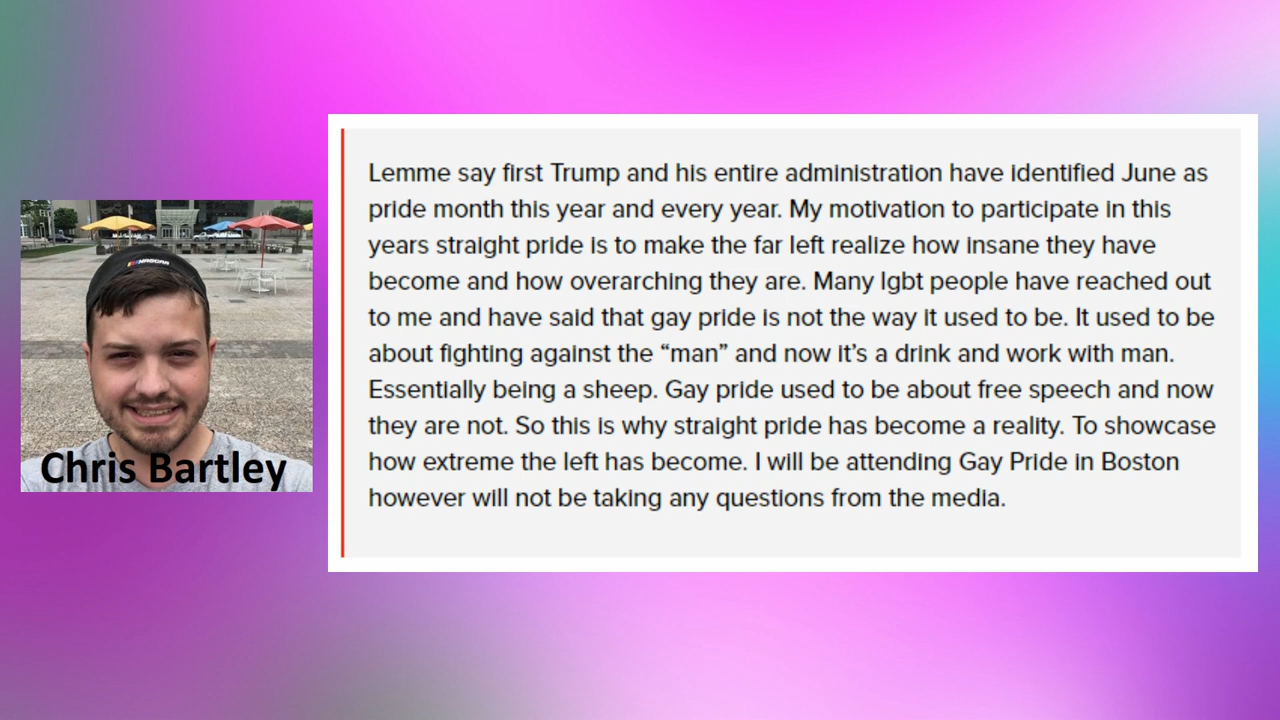 NASCAR
Chris Bartley
Lemme say first Trump and his entire administration have identified June as
pride month this year and every year. My motivation to participate in this
years straight pride is to make the far left realize how insane they have
become and how overarching they are. Many lgbt people have reached out
to me and have said that gay pride is not the way it used to be. It used to be
about fighting against the “man” and now it’s a drink and work with man.
Essentially being a sheep. Gay pride used to be about free speech and now
they are not. So this is why straight pride has become a reality. To showcase
how extreme the left has become. I will be attending Gay Pride in Boston
however will not be taking any questions from the media.